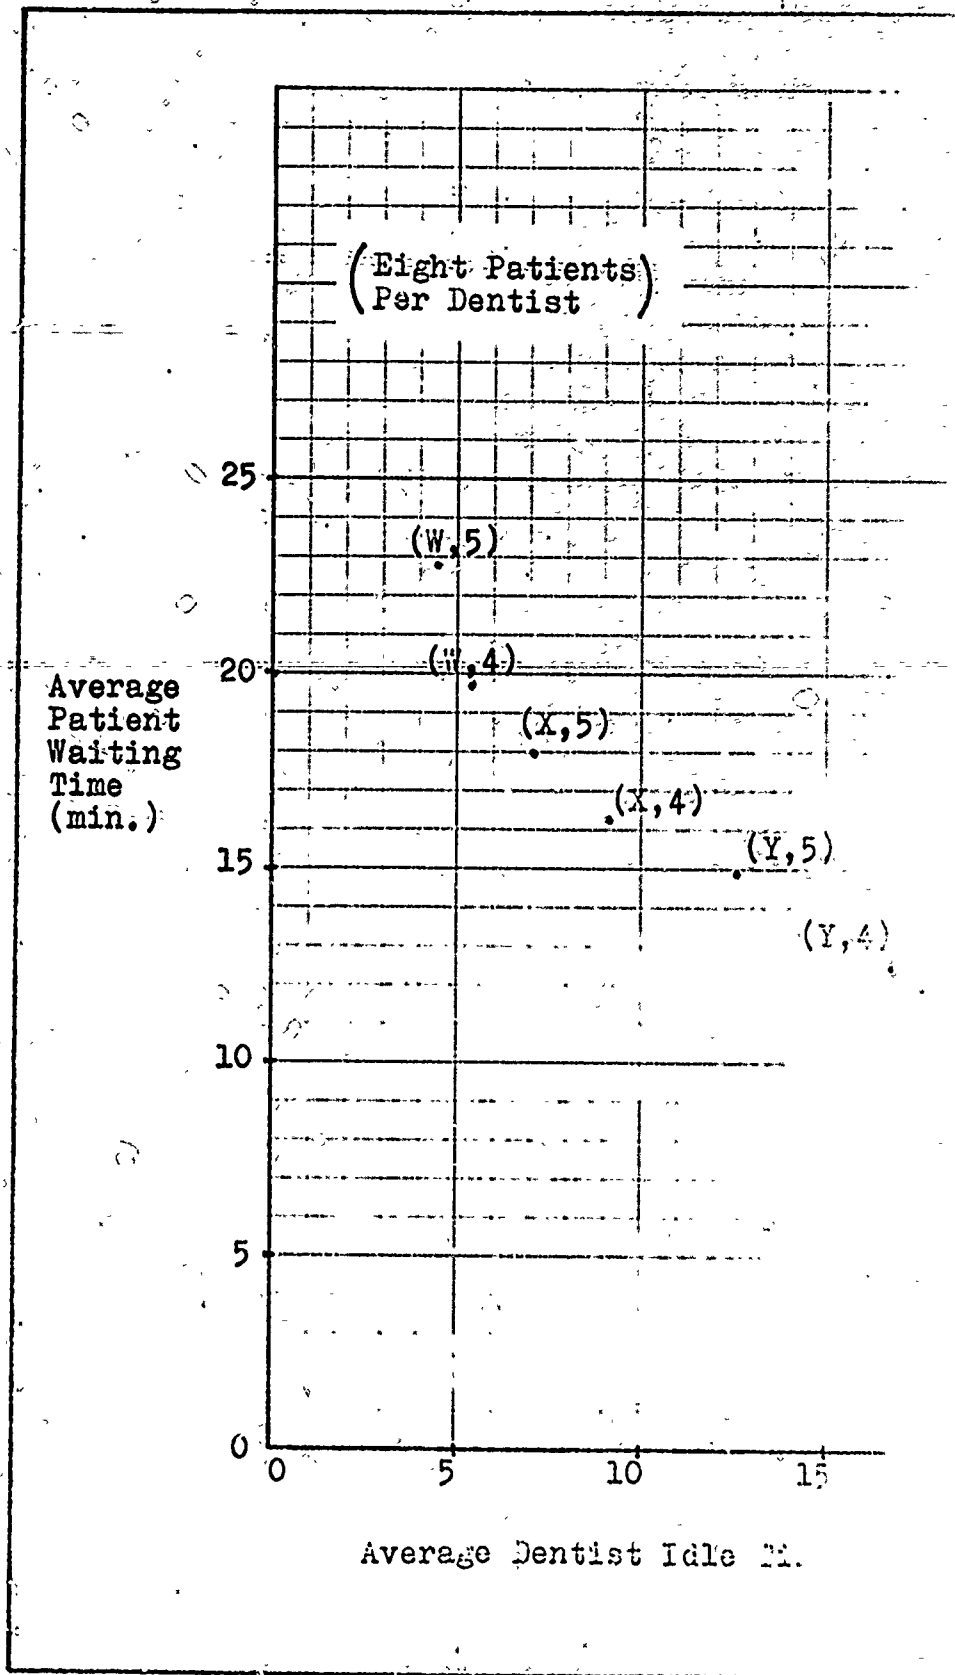 (Eight Patients
Per Dentist)
25
(W,5)
20
(W,4)
Average
Patient
Waiting
Time
(min.)
(X,5)
(X,4)
15
(Y,5)
(Y,4)
10
5
0
0 5 10 15
Average Dentist Idle